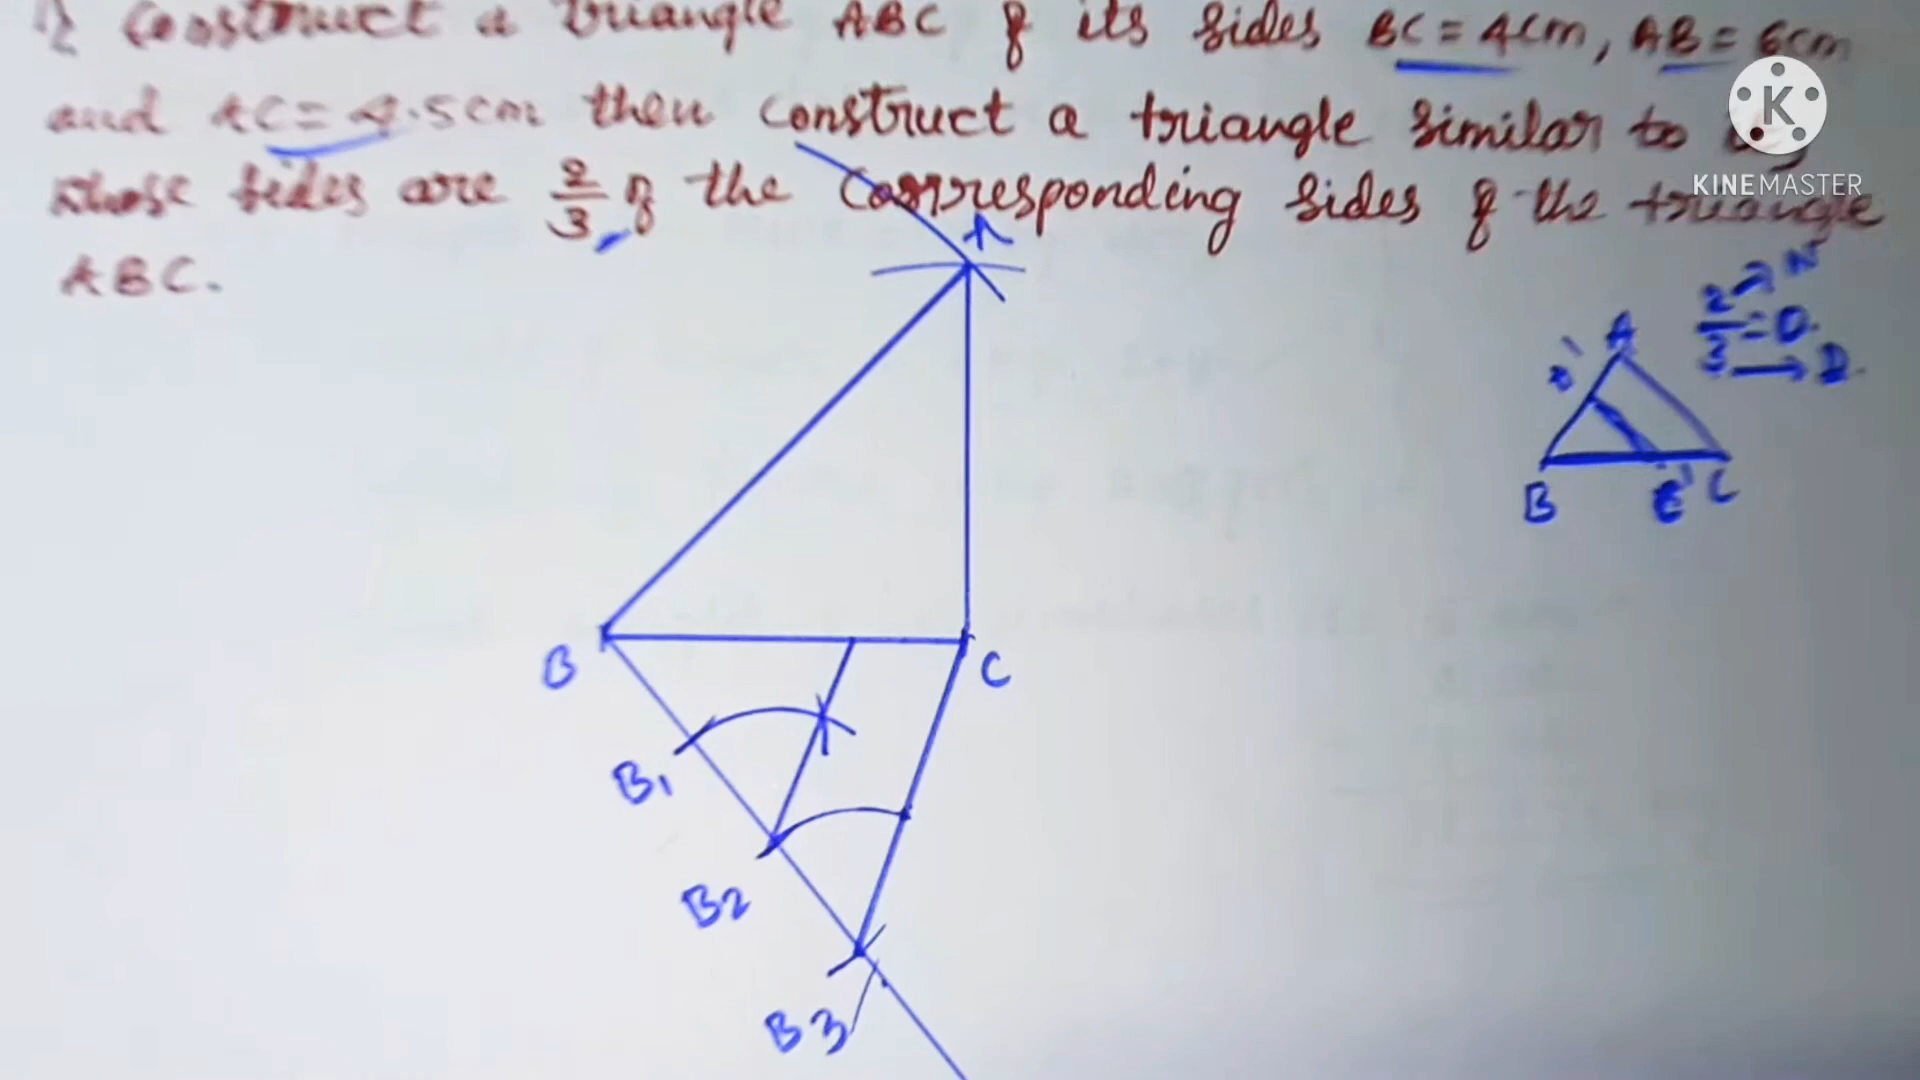 Construct a triangle ABC of its sides BC = 4cm, AB = 6cm
and AC = 4.5cm then construct a triangle similar to
whose sides are 2/3 of the corresponding sides of the triangle
ABC.
K
KINEMASTER
A
B
C
B1
B2
B3
2/3
N
D
A
B
C